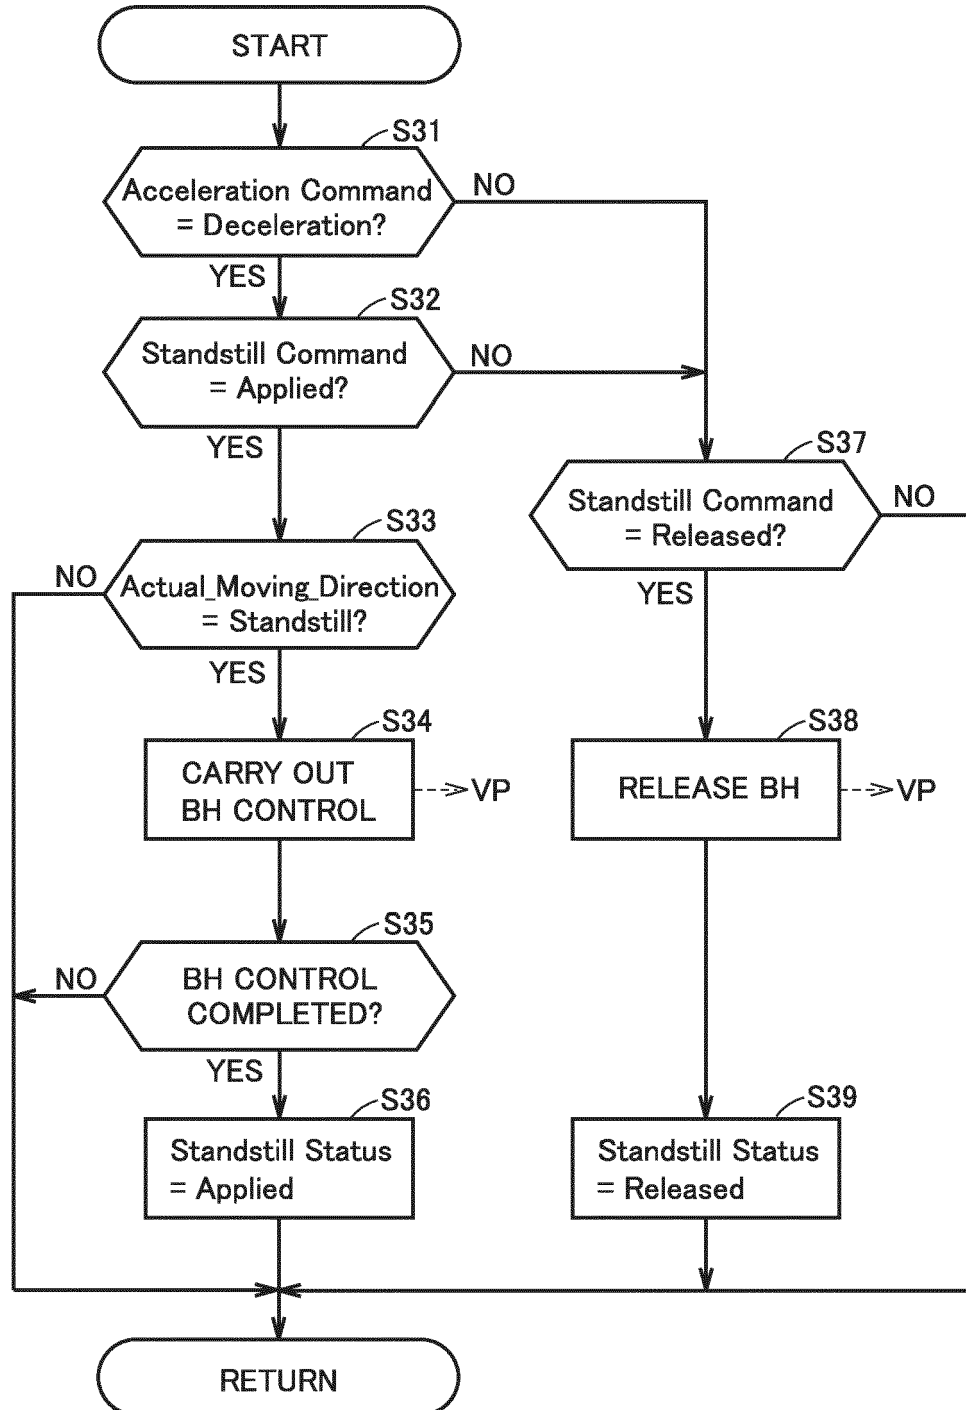 START
S31
Acceleration Command
= Deceleration?
NO
YES
S32
Standstill Command
= Applied?
NO
YES
S37
Standstill Command
= Released?
NO
YES
S33
Actual_Moving_Direction
= Standstill?
NO
YES
S34
CARRY OUT
BH CONTROL
VP
S38
RELEASE BH
VP
S35
BH CONTROL
COMPLETED?
NO
YES
S36
Standstill Status
= Applied
S39
Standstill Status
= Released
RETURN